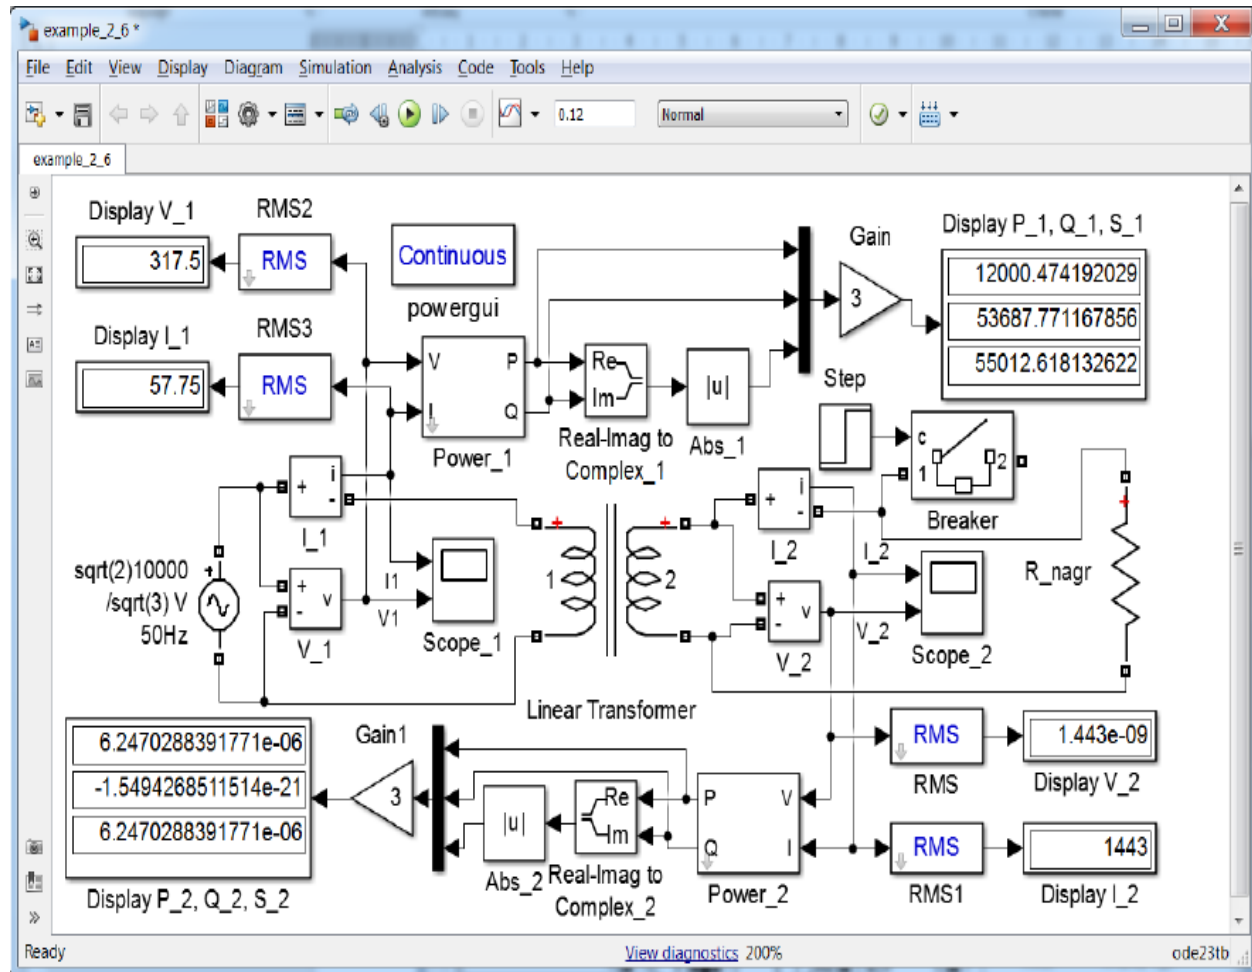 example_2_6 *
File Edit View Display Diagram Simulation Analysis Code Tools Help
0.12 Normal
example_2_6
Display V_1
317.5
RMS2
RMS
Continuous
powergui
Display I_1
57.75
RMS3
RMS
V
I
P
Q
Power_1
Re
Im
Real-Imag to
Complex_1
|u|
Abs_1
Gain
3
Display P_1, Q_1, S_1
12000.474192029
53687.771167856
55012.618132622
Step
c
1
2
Breaker
sqrt(2)10000
/sqrt(3) V
50Hz
+
+
i
-
I_1
+
-
v
V_1
I1
V1
Scope_1
+
1
+
2
Linear Transformer
+
i
-
I_2
+
-
v
V_2
I_2
V_2
Scope_2
+
R_nagr
6.2470288391771e-06
-1.5494268511514e-21
6.2470288391771e-06
Display P_2, Q_2, S_2
Gain1
3
|u|
Abs_2
Re
Im
Real-Imag to
Complex_2
P
Q
V
I
Power_2
RMS
RMS
1.443e-09
Display V_2
RMS
RMS1
1443
Display I_2
Ready
View diagnostics 200%
ode23tb